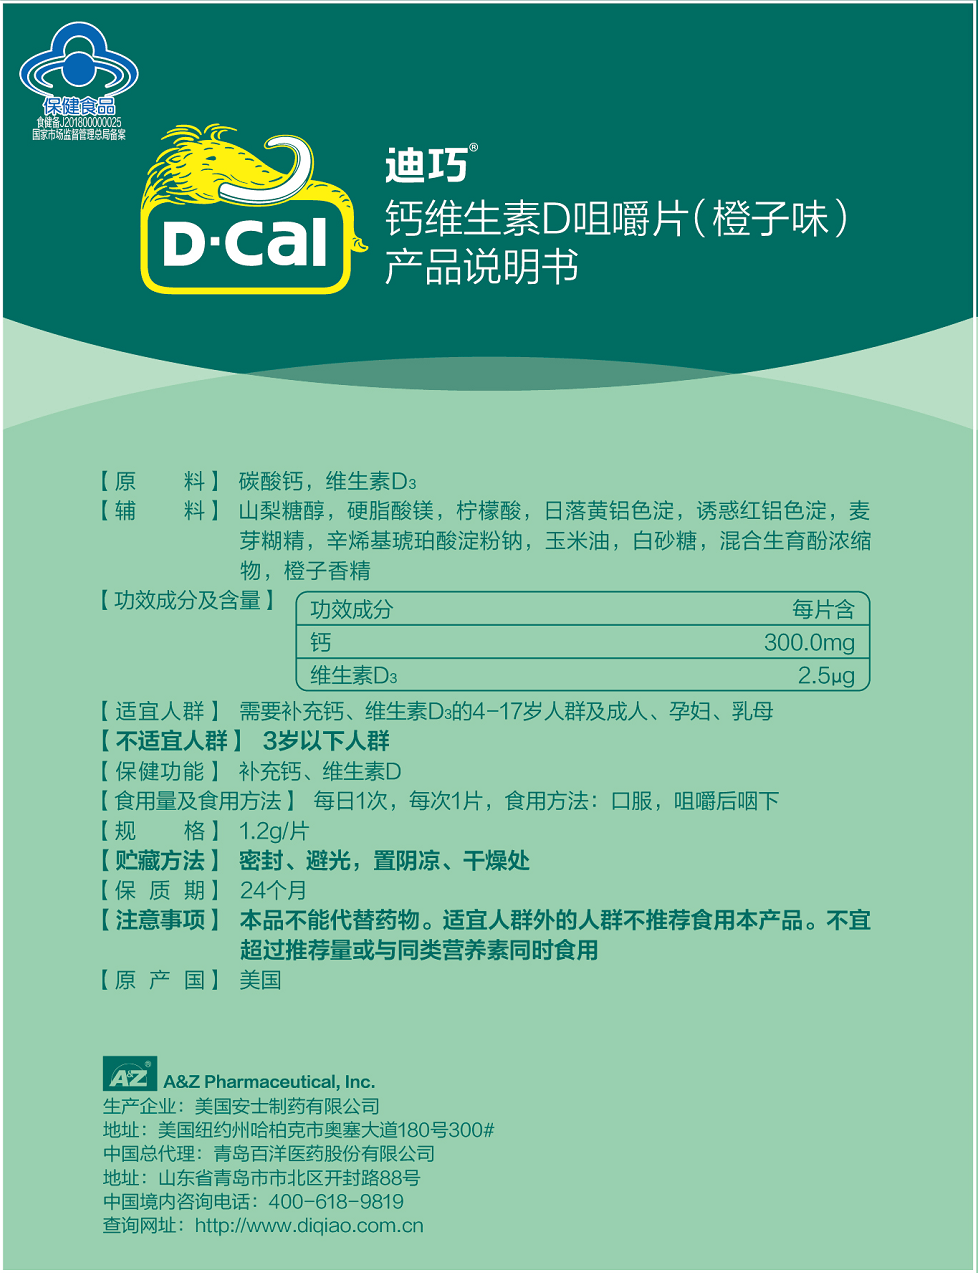 保健食品
食健备J201800000025
国家市场监督管理总局备案
D·Cal
迪巧®
钙维生素D咀嚼片（橙子味）
产品说明书
【原料】 碳酸钙，维生素D3
【辅料】 山梨糖醇，硬脂酸镁，柠檬酸，日落黄铝色淀，诱惑红铝色淀，麦
芽糊精，辛烯基琥珀酸淀粉钠，玉米油，白砂糖，混合生育酚浓缩
物，橙子香精
【功效成分及含量】
功效成分 每片含
钙 300.0mg
维生素D3 2.5μg
【适宜人群】 需要补充钙、维生素D3的4-17岁人群及成人、孕妇、乳母
【不适宜人群】 3岁以下人群
【保健功能】 补充钙、维生素D
【食用量及食用方法】 每日1次，每次1片，食用方法：口服，咀嚼后咽下
【规格】 1.2g/片
【贮藏方法】 密封、避光，置阴凉、干燥处
【保质期】 24个月
【注意事项】 本品不能代替药物。适宜人群外的人群不推荐食用本产品。不宜
超过推荐量或与同类营养素同时食用
【原产国】 美国
A&Z® A&Z Pharmaceutical, Inc.
生产企业：美国安士制药有限公司
地址：美国纽约州哈柏克市奥塞大道180号300#
中国总代理：青岛百洋医药股份有限公司
地址：山东省青岛市市北区开封路88号
中国境内咨询电话：400-618-9819
查询网址：http://www.diqiao.com.cn